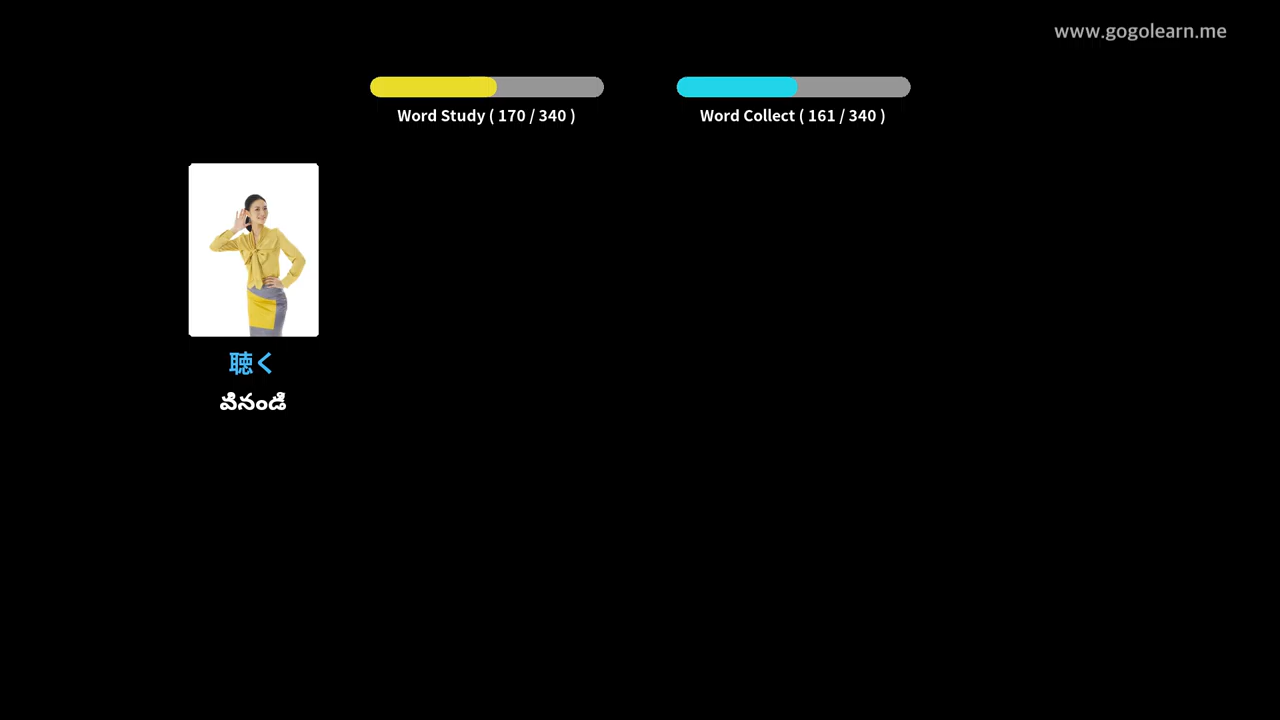 www.gogolearn.me
Word Study ( 170 / 340 )
Word Collect ( 161 / 340 )
聴く
వినండి